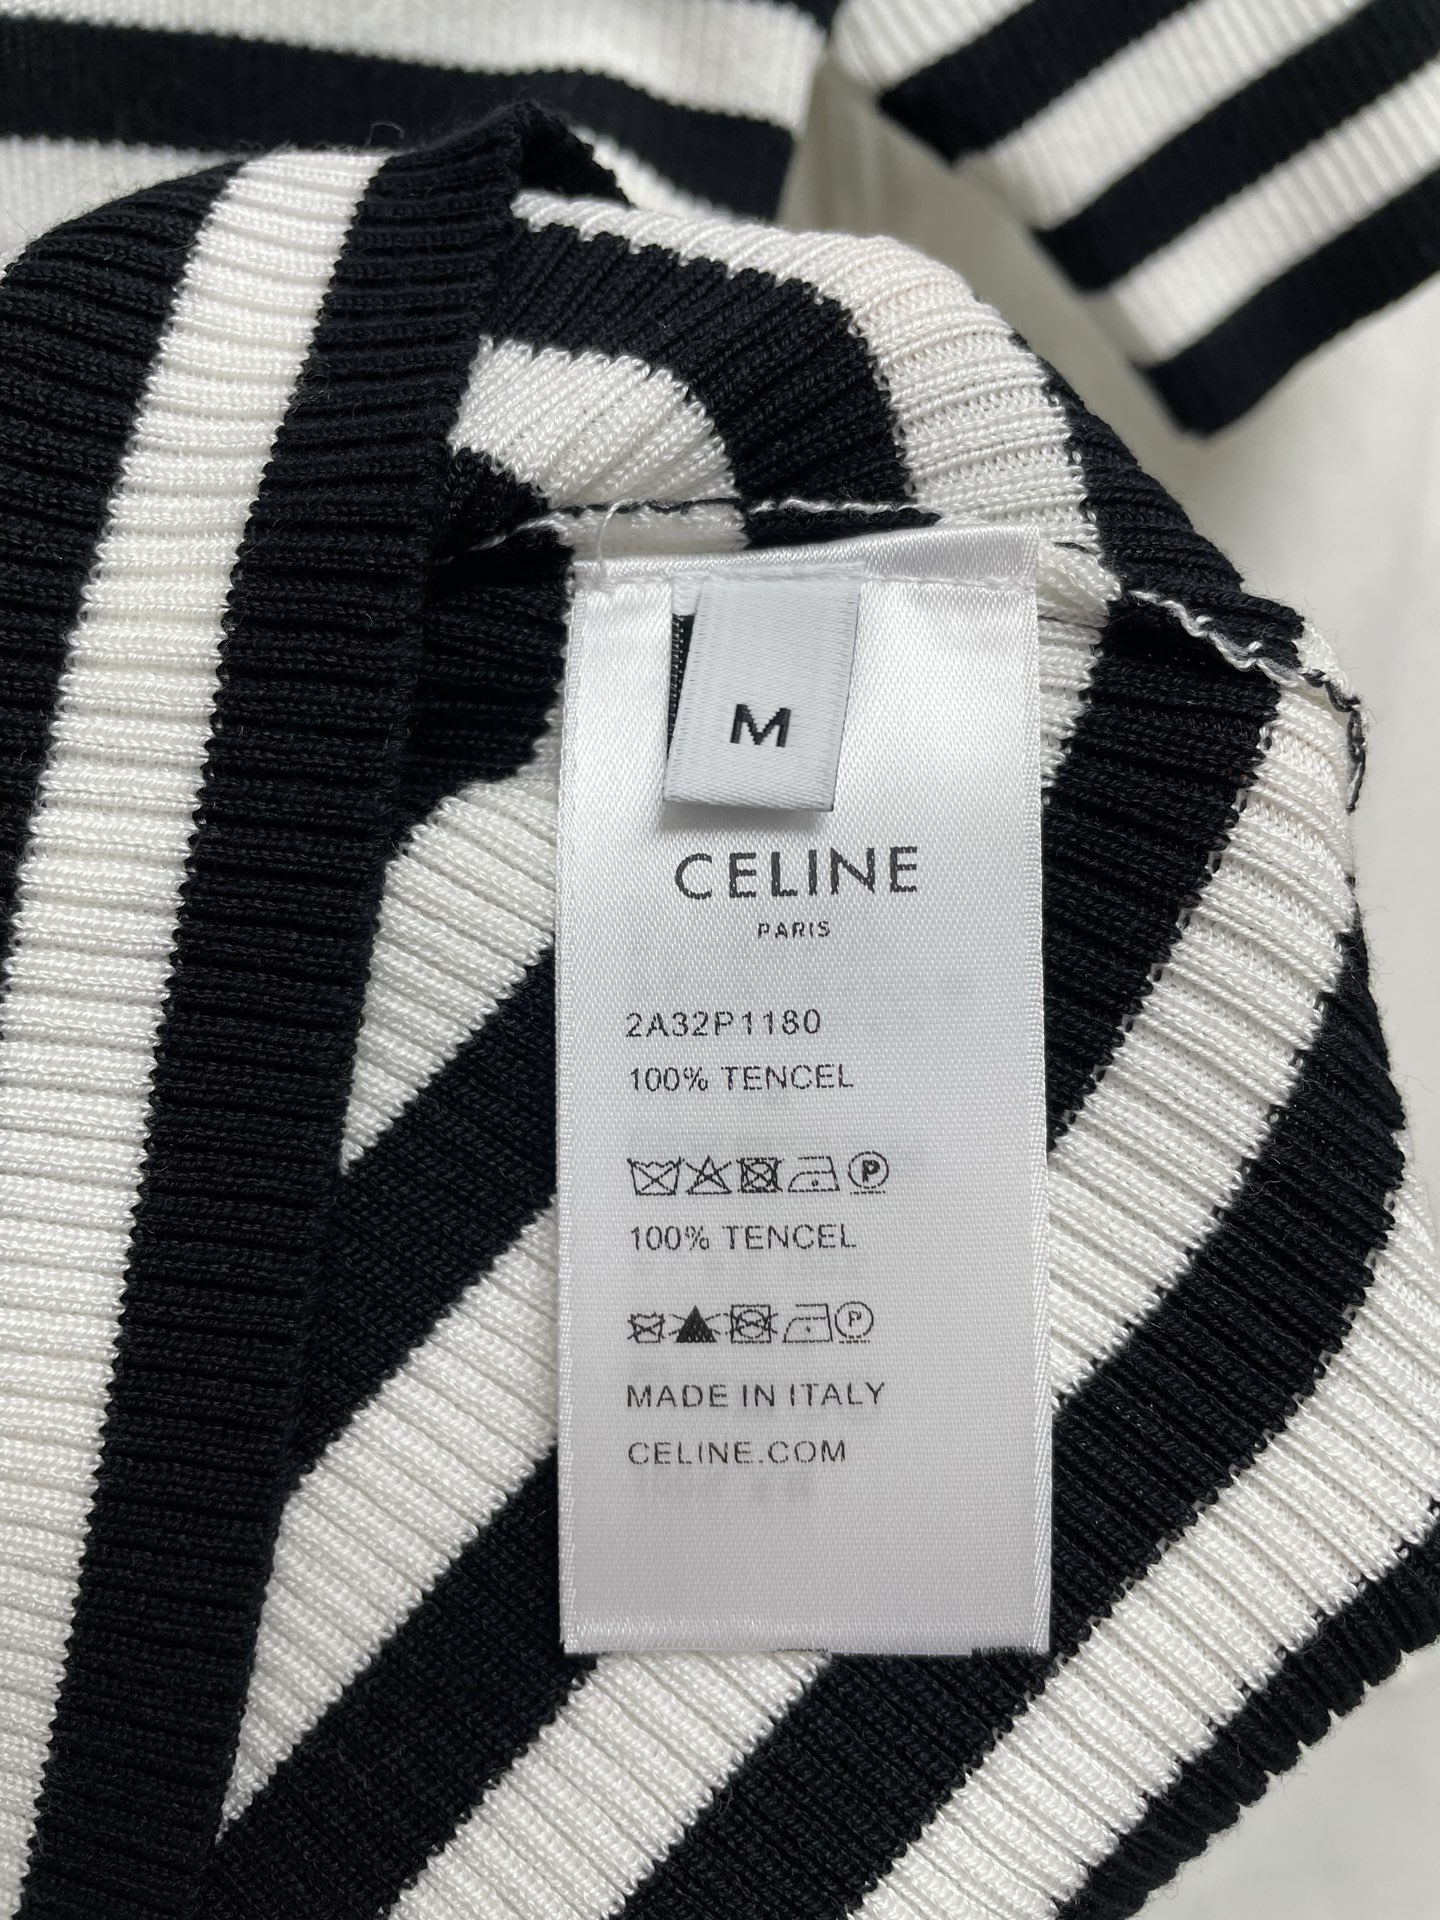 M
CELINE
PARIS
2A32P1180
100% TENCEL
P
100% TENCEL
P
MADE IN ITALY
CELINE.COM